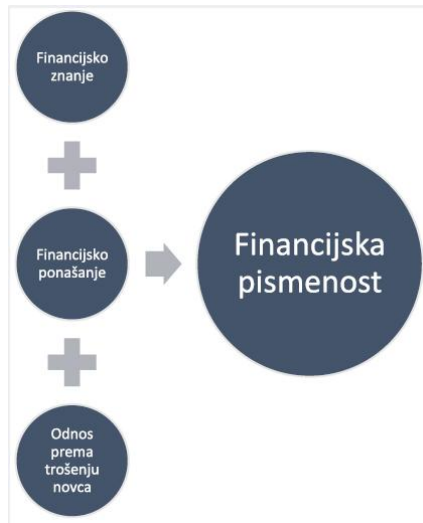 Financijsko
znanje
Financijsko
ponašanje
Financijska
pismenost
Odnos
prema
trošenju
novca